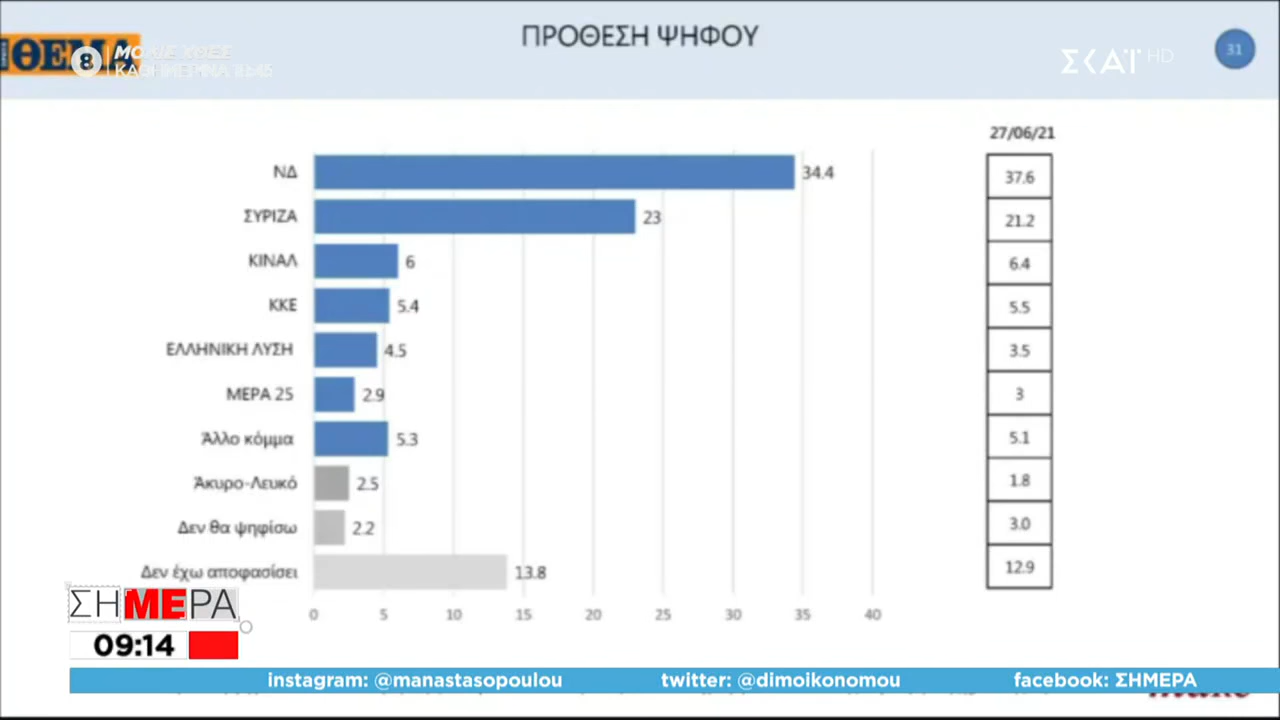 ΠΡΟΘΕΣΗ ΨΗΦΟΥ
ΘΕΜΑ
8
ΚΑΘΗΜΕΡΙΝΑ
ΣΚΑΪ HD
31
27/06/21
ΝΔ 34.4 37.6
ΣΥΡΙΖΑ 23 21.2
ΚΙΝΑΛ 6 6.4
ΚΚΕ 5.4 5.5
ΕΛΛΗΝΙΚΗ ΛΥΣΗ 4.5 3.5
ΜΕΡΑ 25 2.9 3
Άλλο κόμμα 5.3 5.1
Άκυρο-Λευκό 2.5 1.8
Δεν θα ψηφίσω 2.2 3.0
Δεν έχω αποφασίσει 13.8 12.9
0 5 10 15 20 25 30 35 40
ΣΗΜΕΡΑ
09:14
instagram: @manastasopoulou twitter: @dimoikonomou facebook: ΣΗΜΕΡΑ